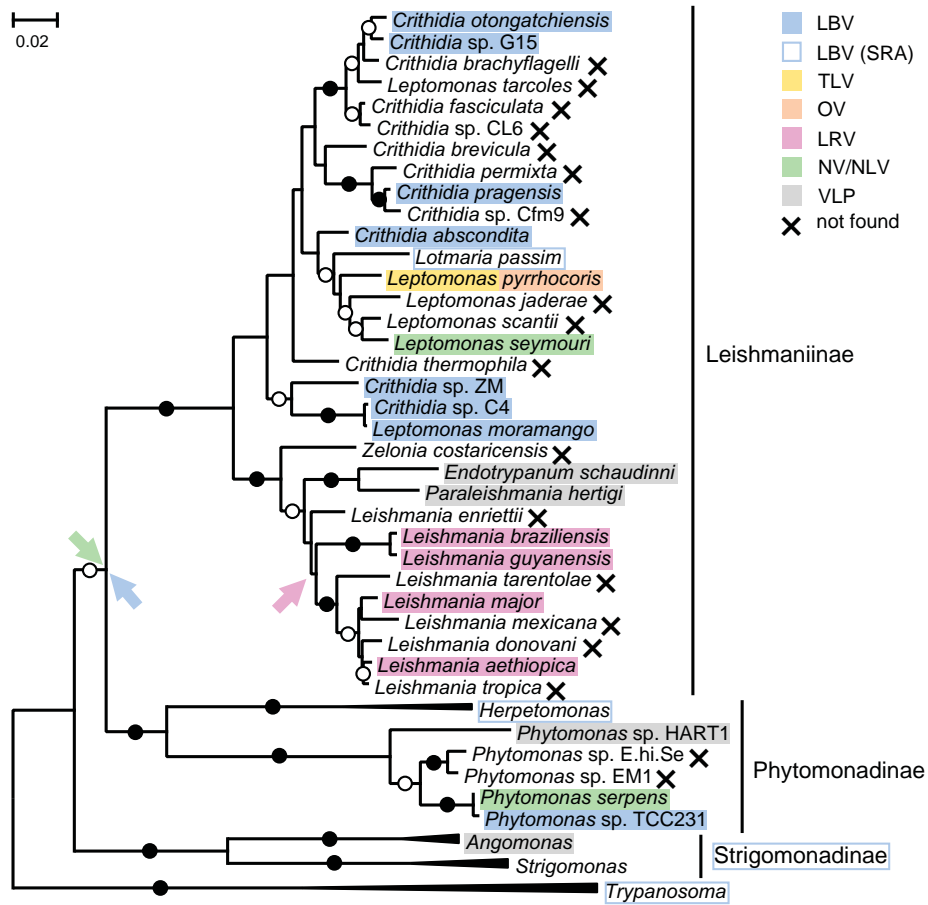 0.02
LBV
LBV (SRA)
TLV
OV
LRV
NV/NLV
VLP
not found
Crithidia otongatchiensis
Crithidia sp. G15
Crithidia brachyflagelli
Leptomonas tarcoles
Crithidia fasciculata
Crithidia sp. CL6
Crithidia brevicula
Crithidia permixta
Crithidia pragensis
Crithidia sp. Cfm9
Crithidia abscondita
Lotmaria passim
Leptomonas pyrrhocoris
Leptomonas jaderae
Leptomonas scantii
Leptomonas seymouri
Crithidia thermophila
Crithidia sp. ZM
Crithidia sp. C4
Leptomonas moramango
Zelonia costaricensis
Endotrypanum schaudinni
Paraleishmania hertigi
Leishmania enriettii
Leishmania braziliensis
Leishmania guyanensis
Leishmania tarentolae
Leishmania major
Leishmania mexicana
Leishmania donovani
Leishmania aethiopica
Leishmania tropica
Leishmaniinae
Herpetomonas
Phytomonas sp. HART1
Phytomonas sp. E.hi.Se
Phytomonas sp. EM1
Phytomonas serpens
Phytomonas sp. TCC231
Phytomonadinae
Angomonas
Strigomonas
Strigomonadinae
Trypanosoma